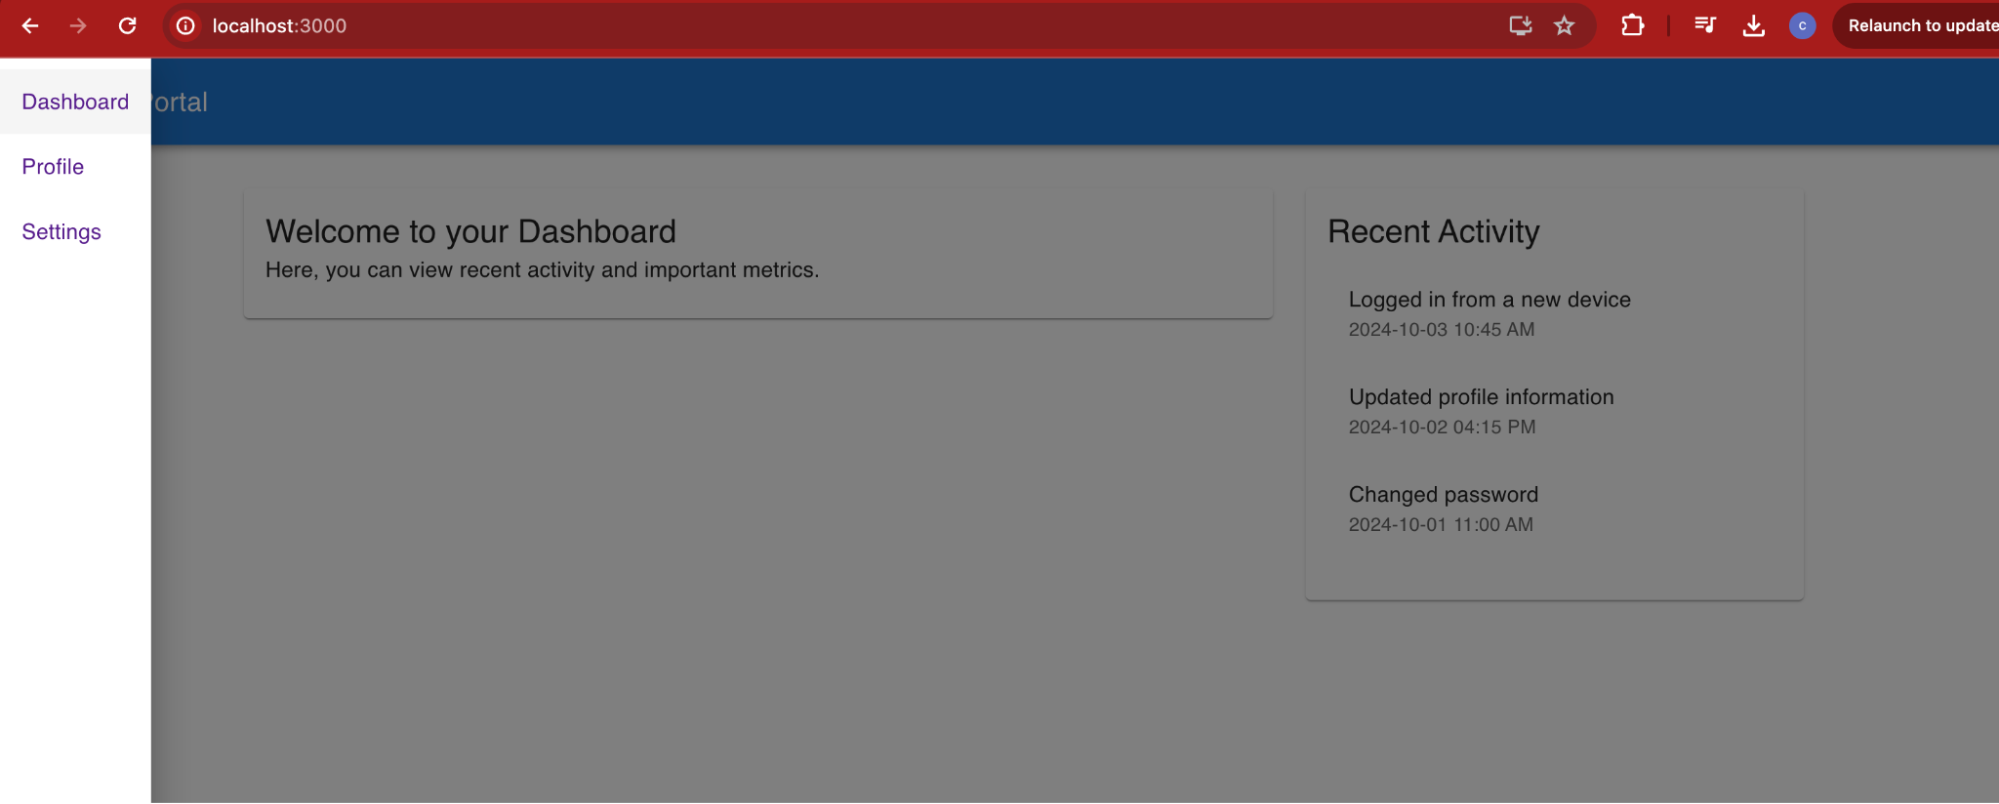 localhost:3000
C
Relaunch to update
Dashboard
Profile
Settings
Portal
Welcome to your Dashboard
Here, you can view recent activity and important metrics.
Recent Activity
Logged in from a new device
2024-10-03 10:45 AM
Updated profile information
2024-10-02 04:15 PM
Changed password
2024-10-01 11:00 AM